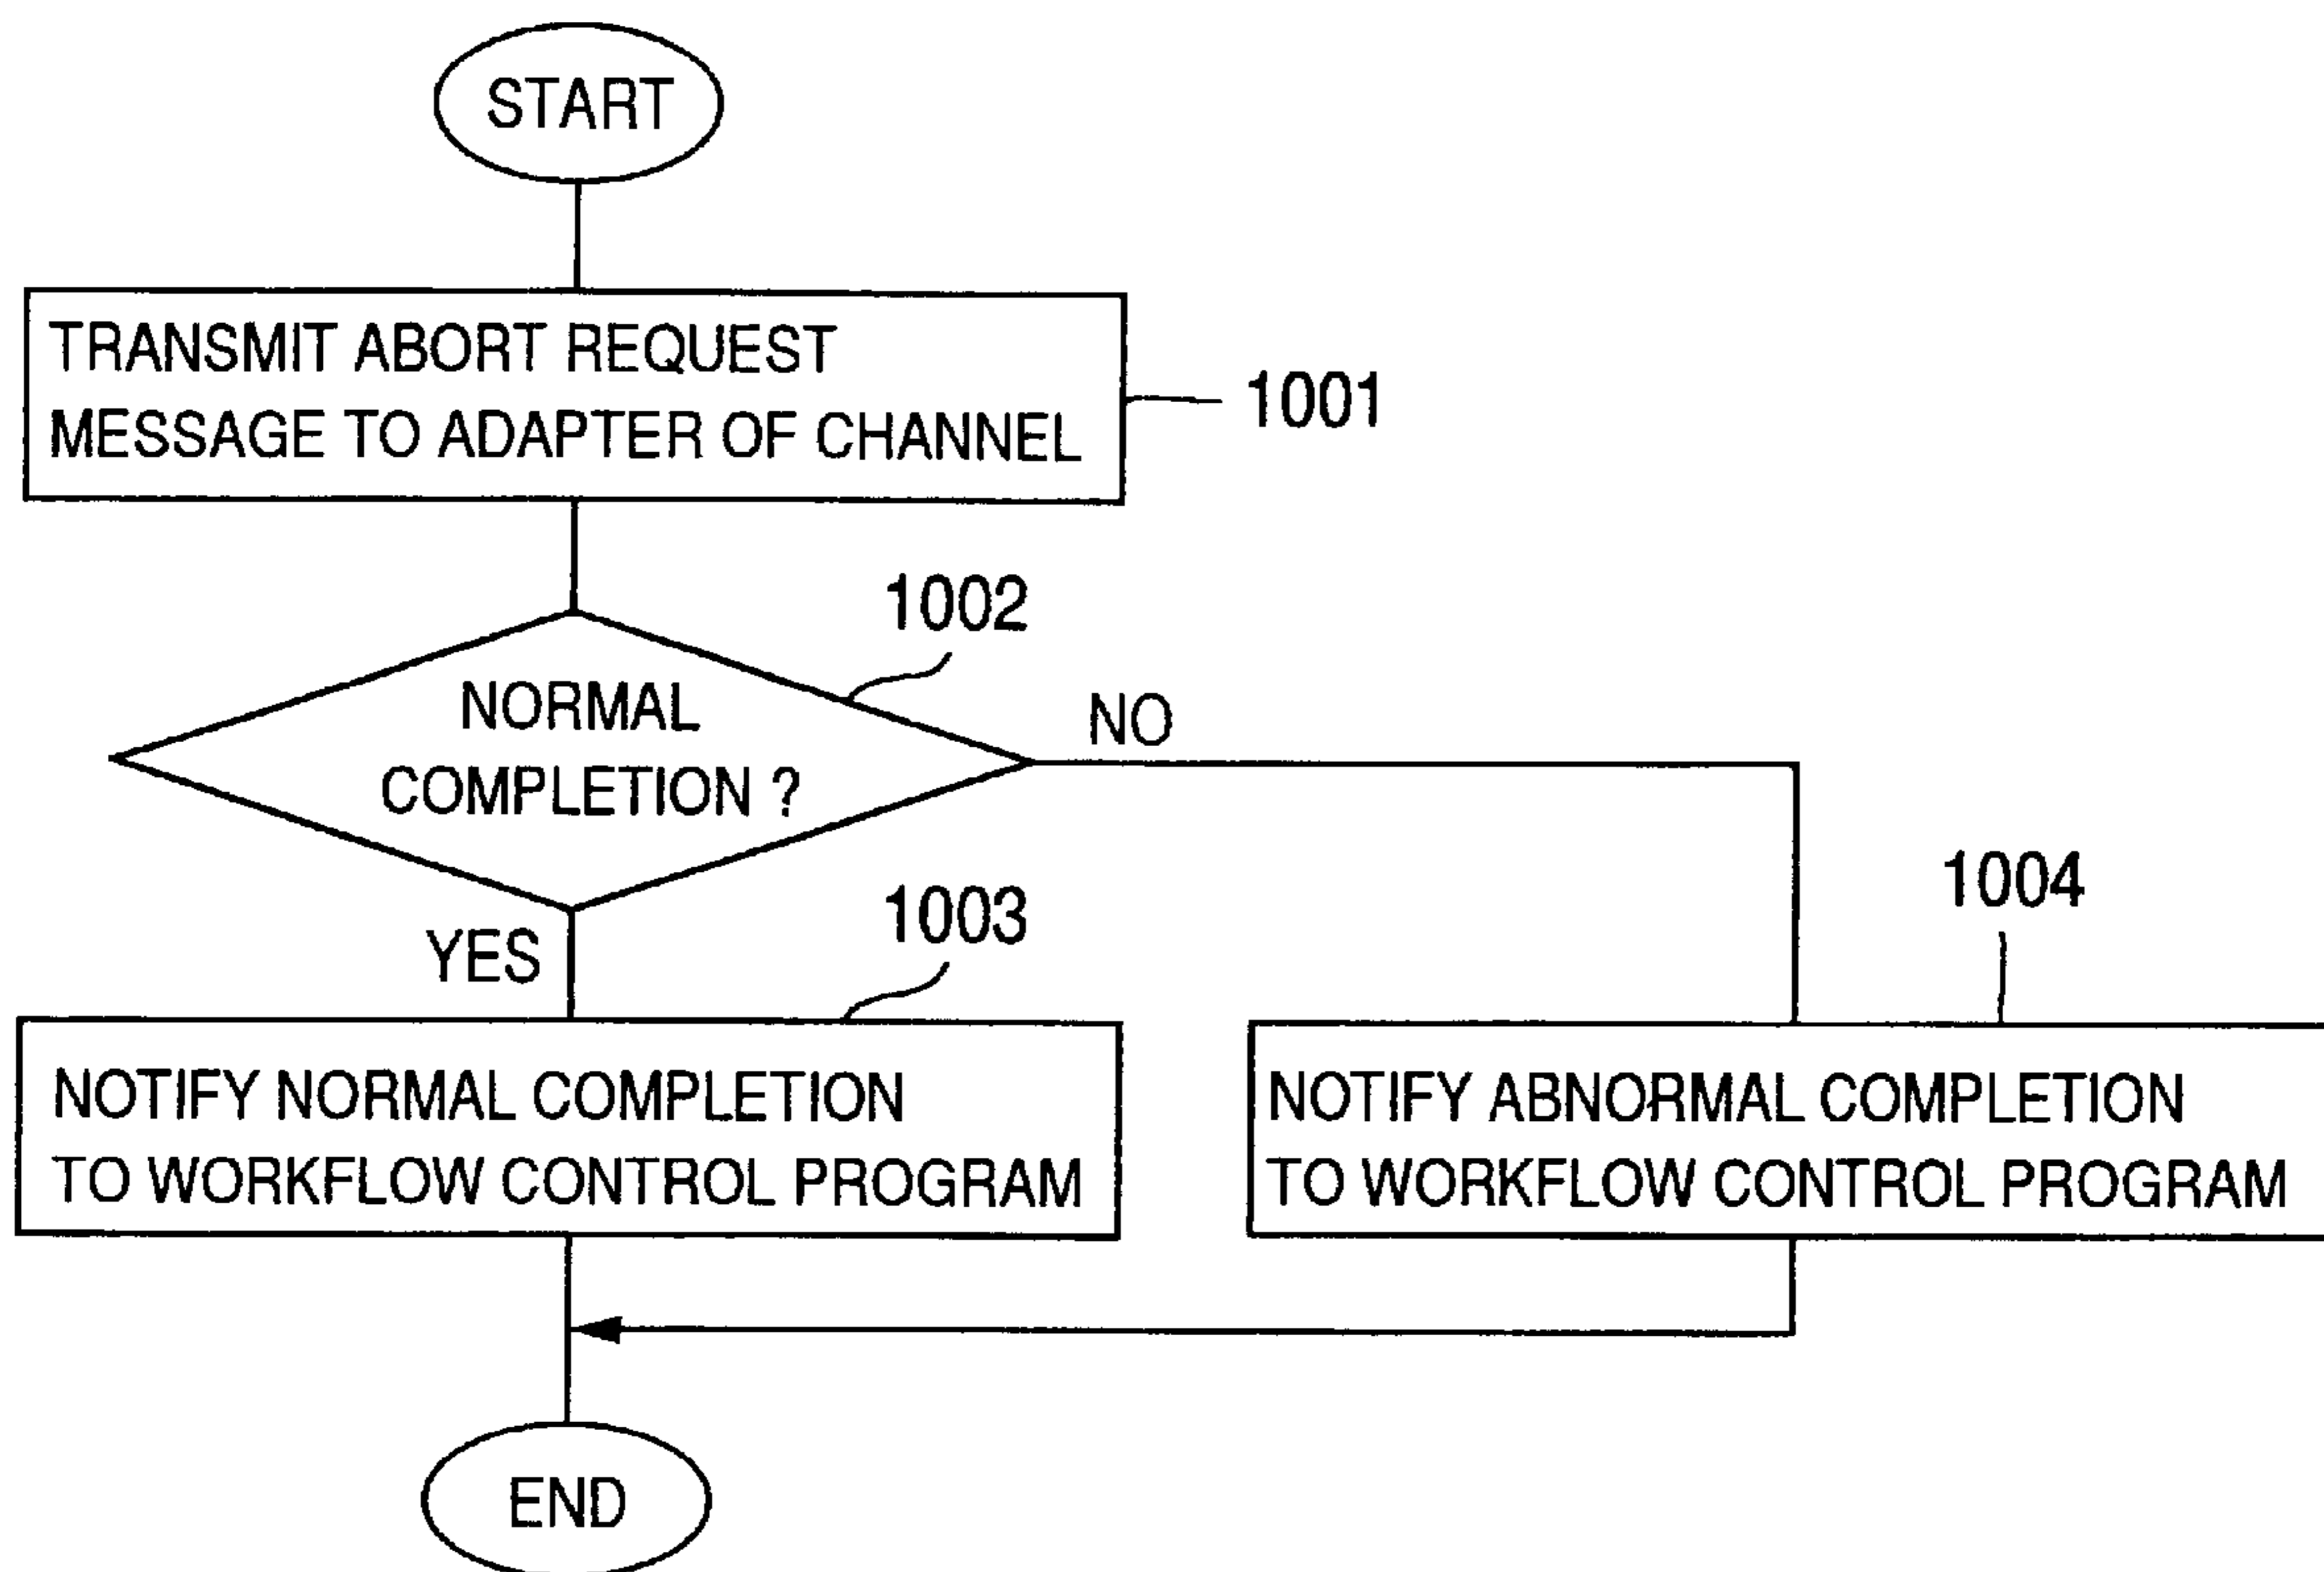 START
TRANSMIT ABORT REQUEST
MESSAGE TO ADAPTER OF CHANNEL
1001
1002
NORMAL
COMPLETION ?
NO
YES
1003
1004
NOTIFY NORMAL COMPLETION
TO WORKFLOW CONTROL PROGRAM
NOTIFY ABNORMAL COMPLETION
TO WORKFLOW CONTROL PROGRAM
END